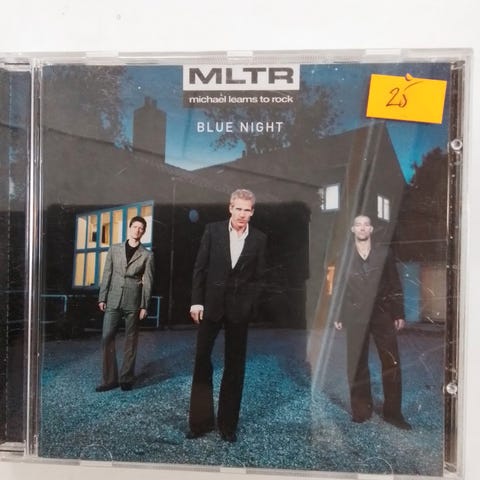 MLTR
michael learns to rock
25
BLUE NIGHT